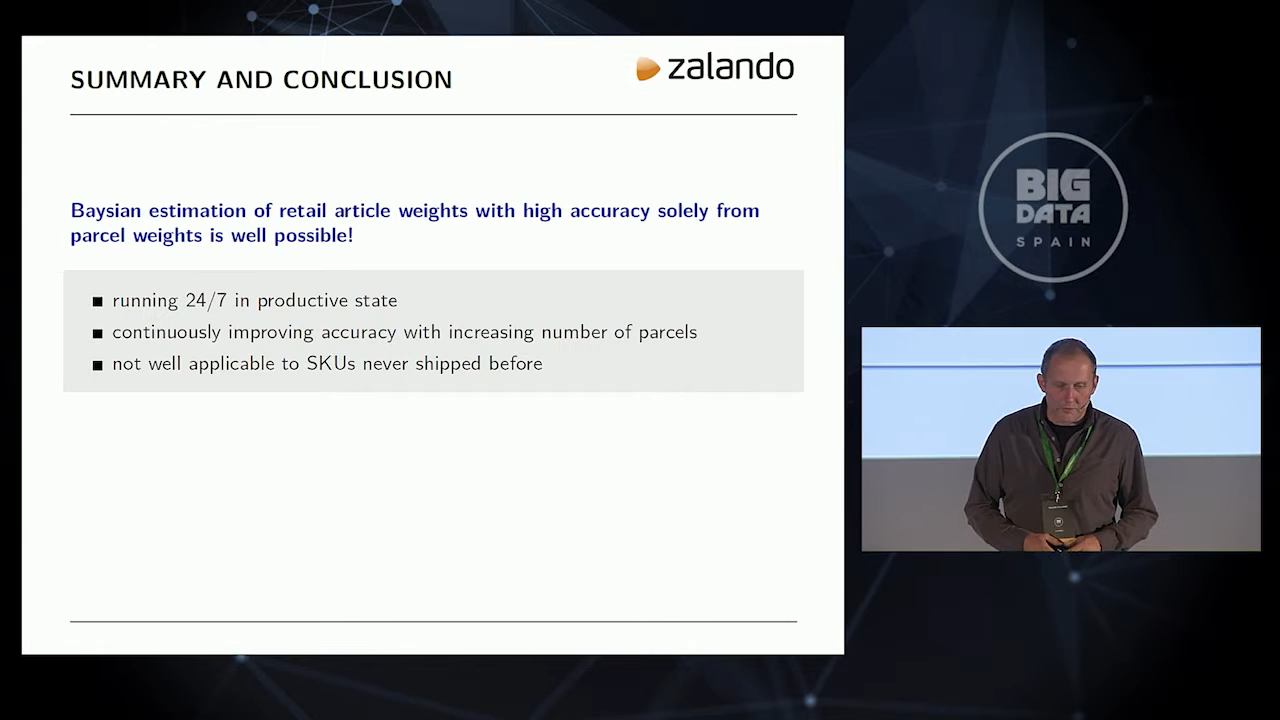 SUMMARY AND CONCLUSION
zalando
Baysian estimation of retail article weights with high accuracy solely from
parcel weights is well possible!
running 24/7 in productive state
continuously improving accuracy with increasing number of parcels
not well applicable to SKUs never shipped before
BIG
DATA
SPAIN